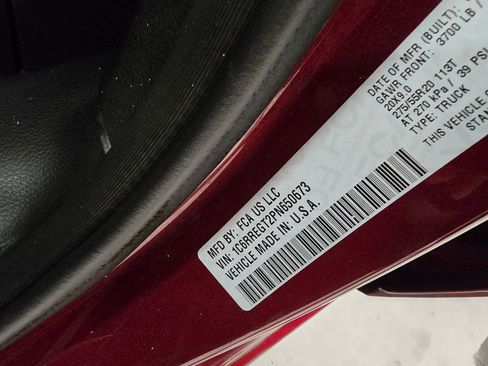 MFD BY: FCA US LLC
VIN: 1C6RREGT2PN650673
VEHICLE MADE IN: U.S.A.
DATE OF MFR (BUILT):
GAWR FRONT: 3700 LB /
20X9.0
275/55R20 113T
AT 270 kPa / 39 PSI
TYPE: TRUCK
THIS VEHICLE
STA